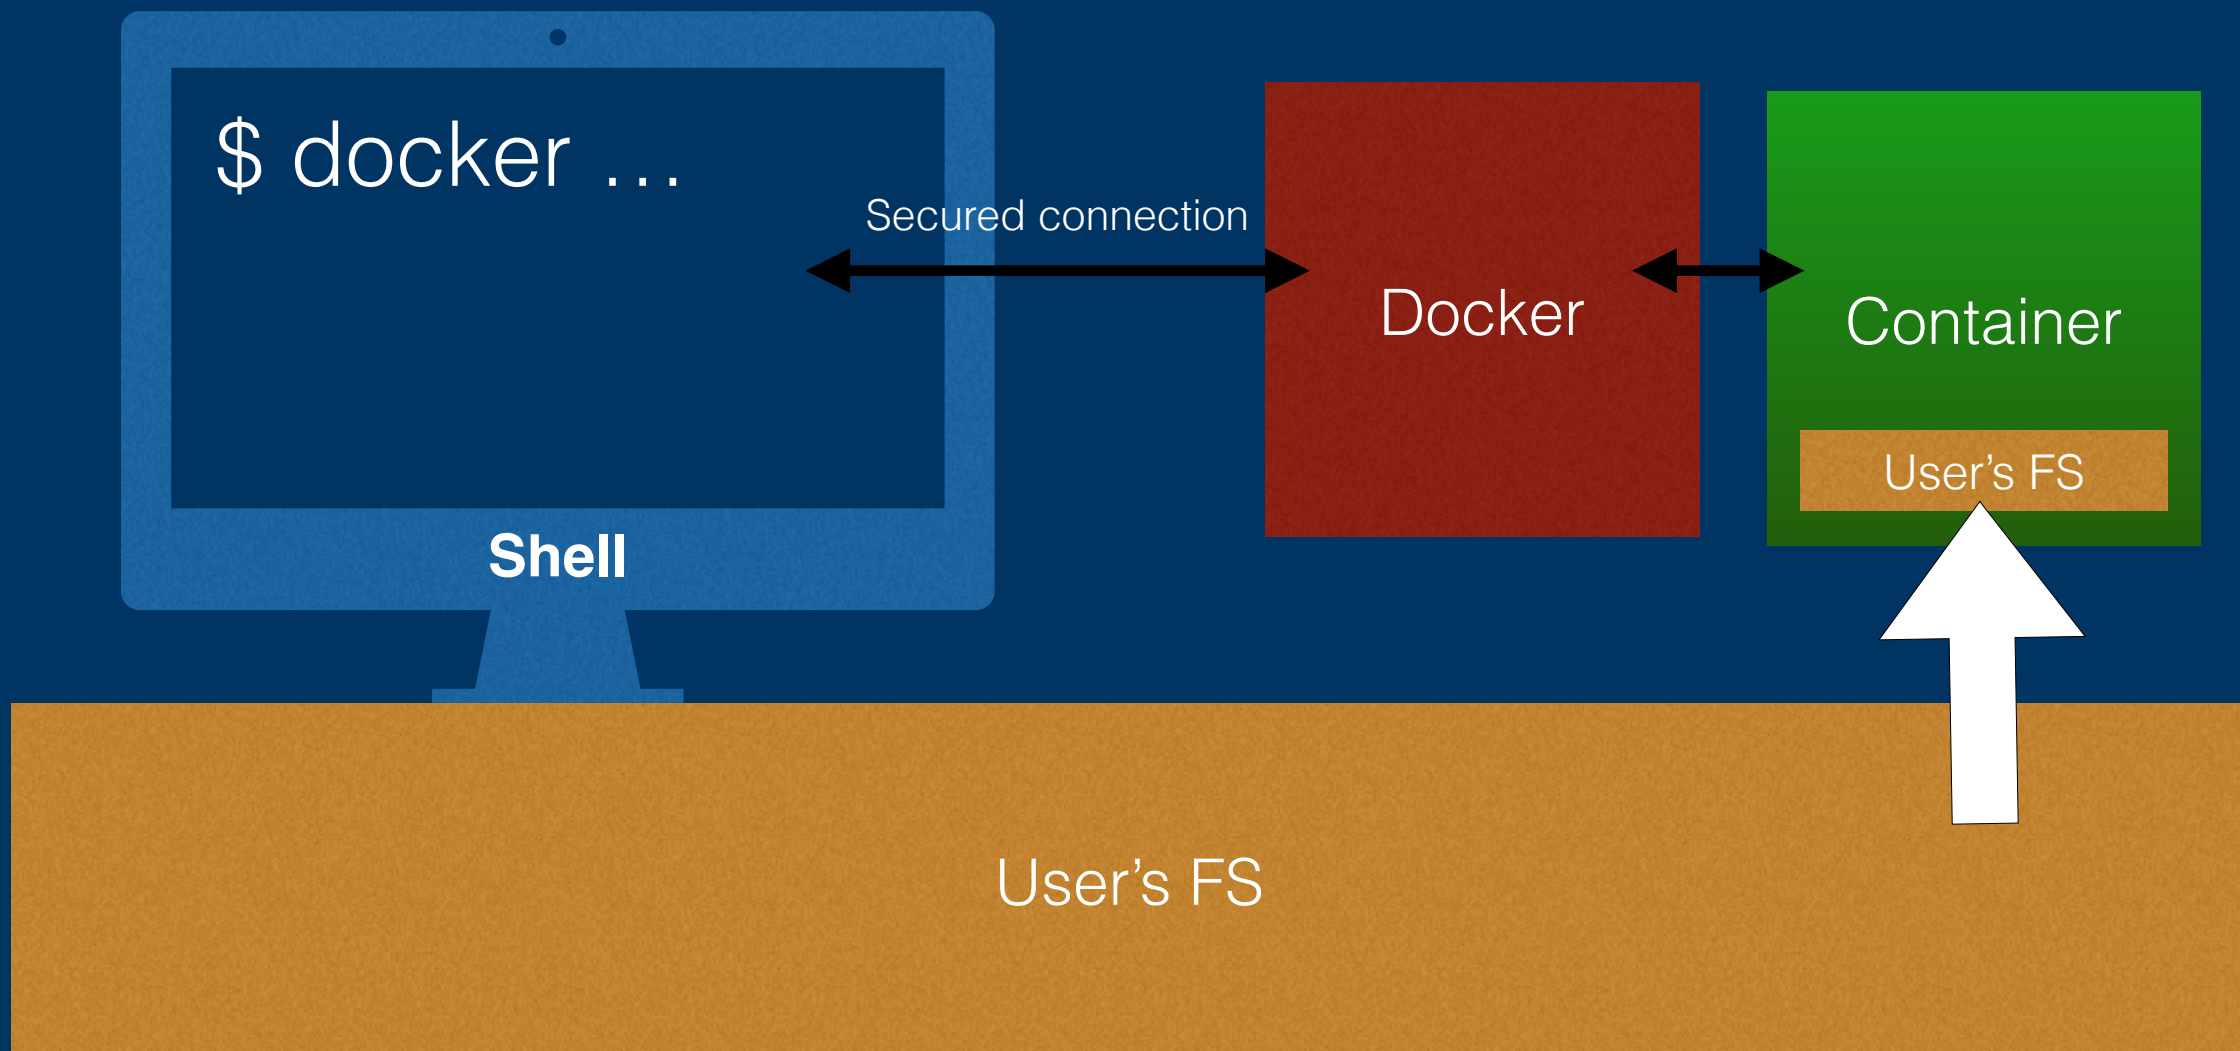 $ docker …
Secured connection
Docker
Container
User’s FS
Shell
User’s FS